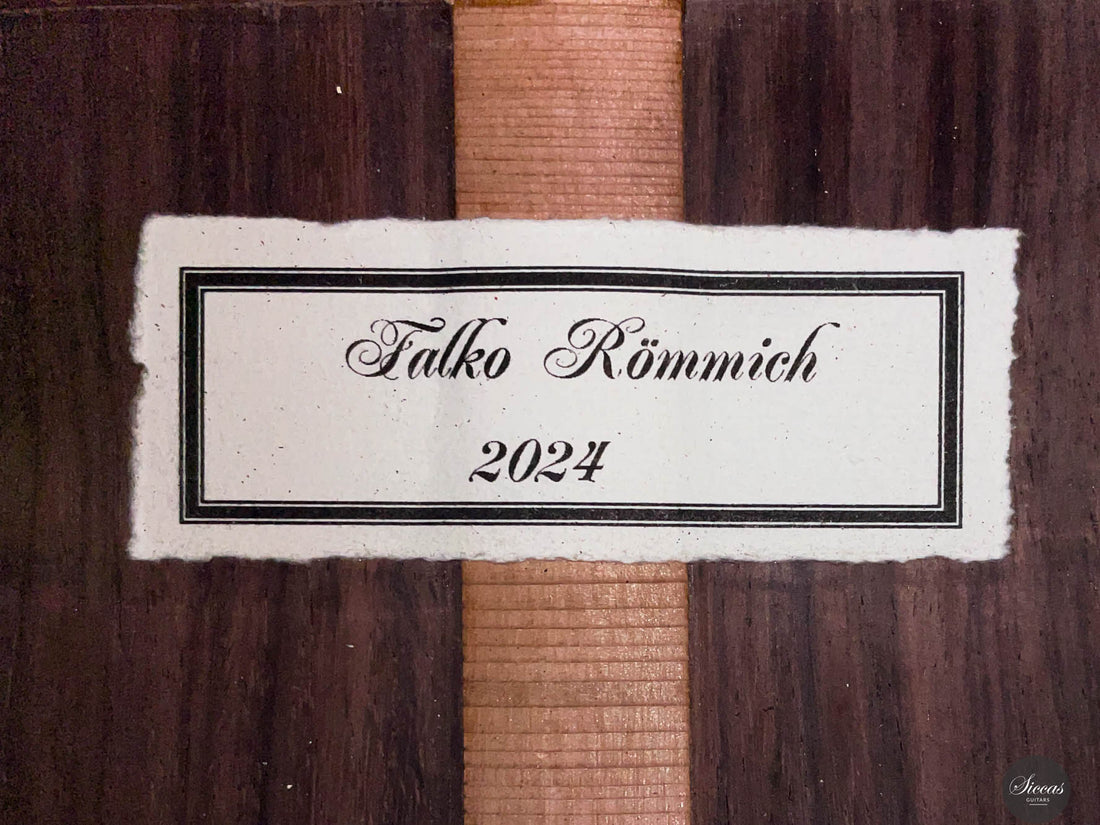 Falko Römmich
2024
Siccas
GUITARS